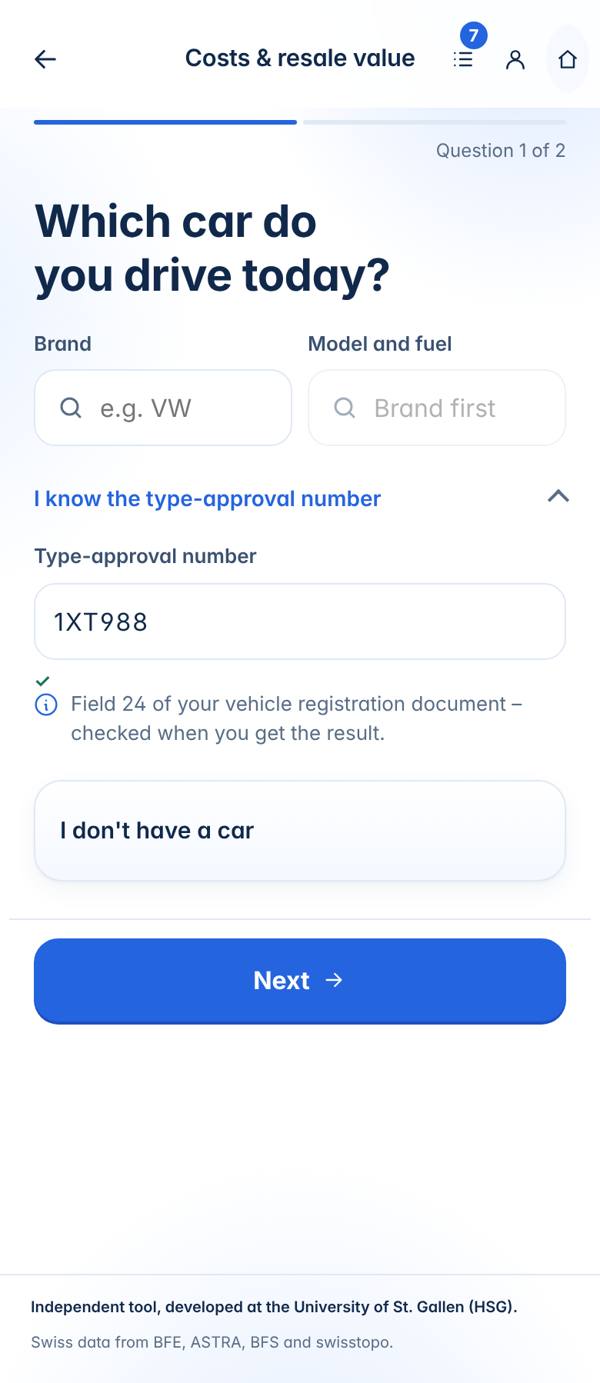 Costs & resale value
7
Question 1 of 2
Which car do
you drive today?
Brand
Model and fuel
e.g. VW
Brand first
I know the type-approval number
Type-approval number
1XT988
Field 24 of your vehicle registration document –
checked when you get the result.
I don't have a car
Next
Independent tool, developed at the University of St. Gallen (HSG).
Swiss data from BFE, ASTRA, BFS and swisstopo.